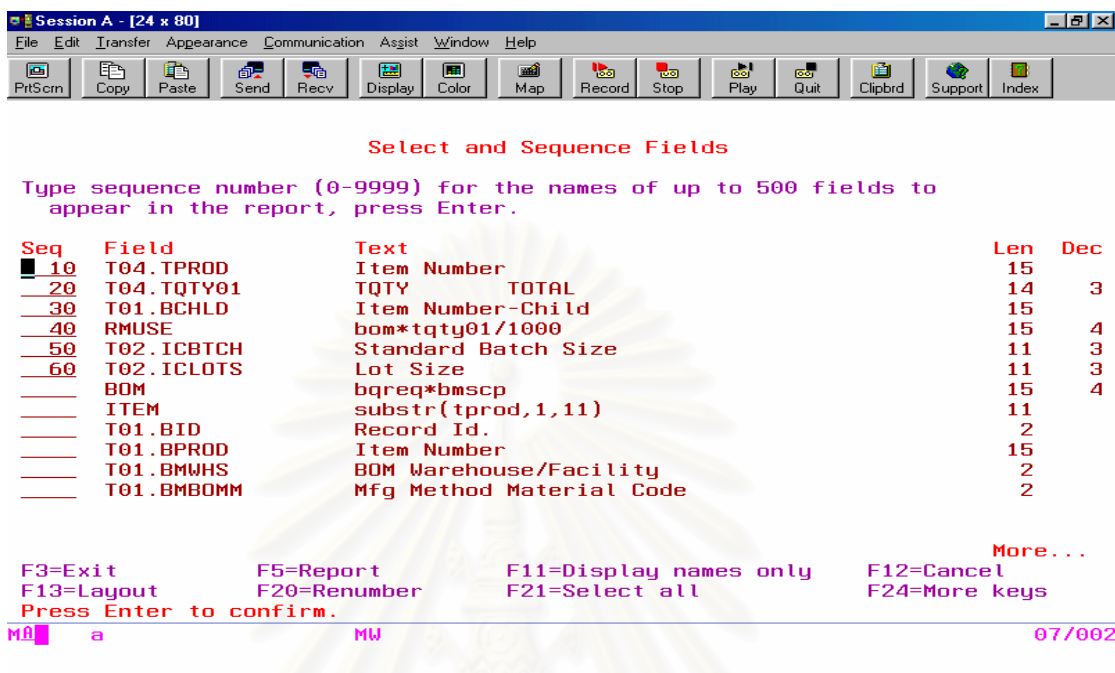 Session A - [24 x 80]
File Edit Transfer Appearance Communication Assist Window Help
PrtScrn Copy Paste Send Recv Display Color Map Record Stop Play Quit Clipbrd Support Index
Select and Sequence Fields
Type sequence number (0-9999) for the names of up to 500 fields to
appear in the report, press Enter.
Seq Field Text Len Dec
10 T04.TPROD Item Number 15
20 T04.TQTY01 TQTY TOTAL 14 3
30 T01.BCHLD Item Number-Child 15
40 RMUSE bom*tqty01/1000 15 4
50 T02.ICBTCH Standard Batch Size 11 3
60 T02.ICLOTS Lot Size 11 3
BOM bqreq*bmscp 15 4
ITEM substr(tprod,1,11) 11
T01.BID Record Id. 2
T01.BPROD Item Number 15
T01.BMWHS BOM Warehouse/Facility 2
T01.BMBOMM Mfg Method Material Code 2
More...
F3=Exit F5=Report F11=Display names only F12=Cancel
F13=Layout F20=Renumber F21=Select all F24=More keys
Press Enter to confirm.
MA a MW 07/002